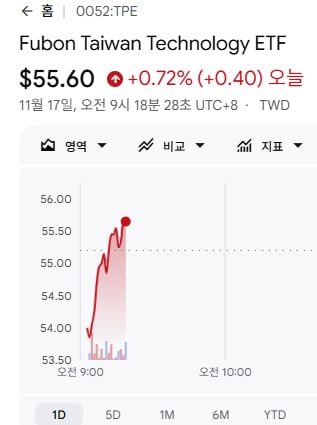 ← 홈 | 0052:TPE
Fubon Taiwan Technology ETF
$55.60 +0.72% (+0.40) 오늘
11월 17일, 오전 9시 18분 28초 UTC+8 · TWD
영역 비교 지표
56.00
55.50
55.00
54.50
54.00
53.50
오전 9:00 오전 10:00
1D 5D 1M 6M YTD